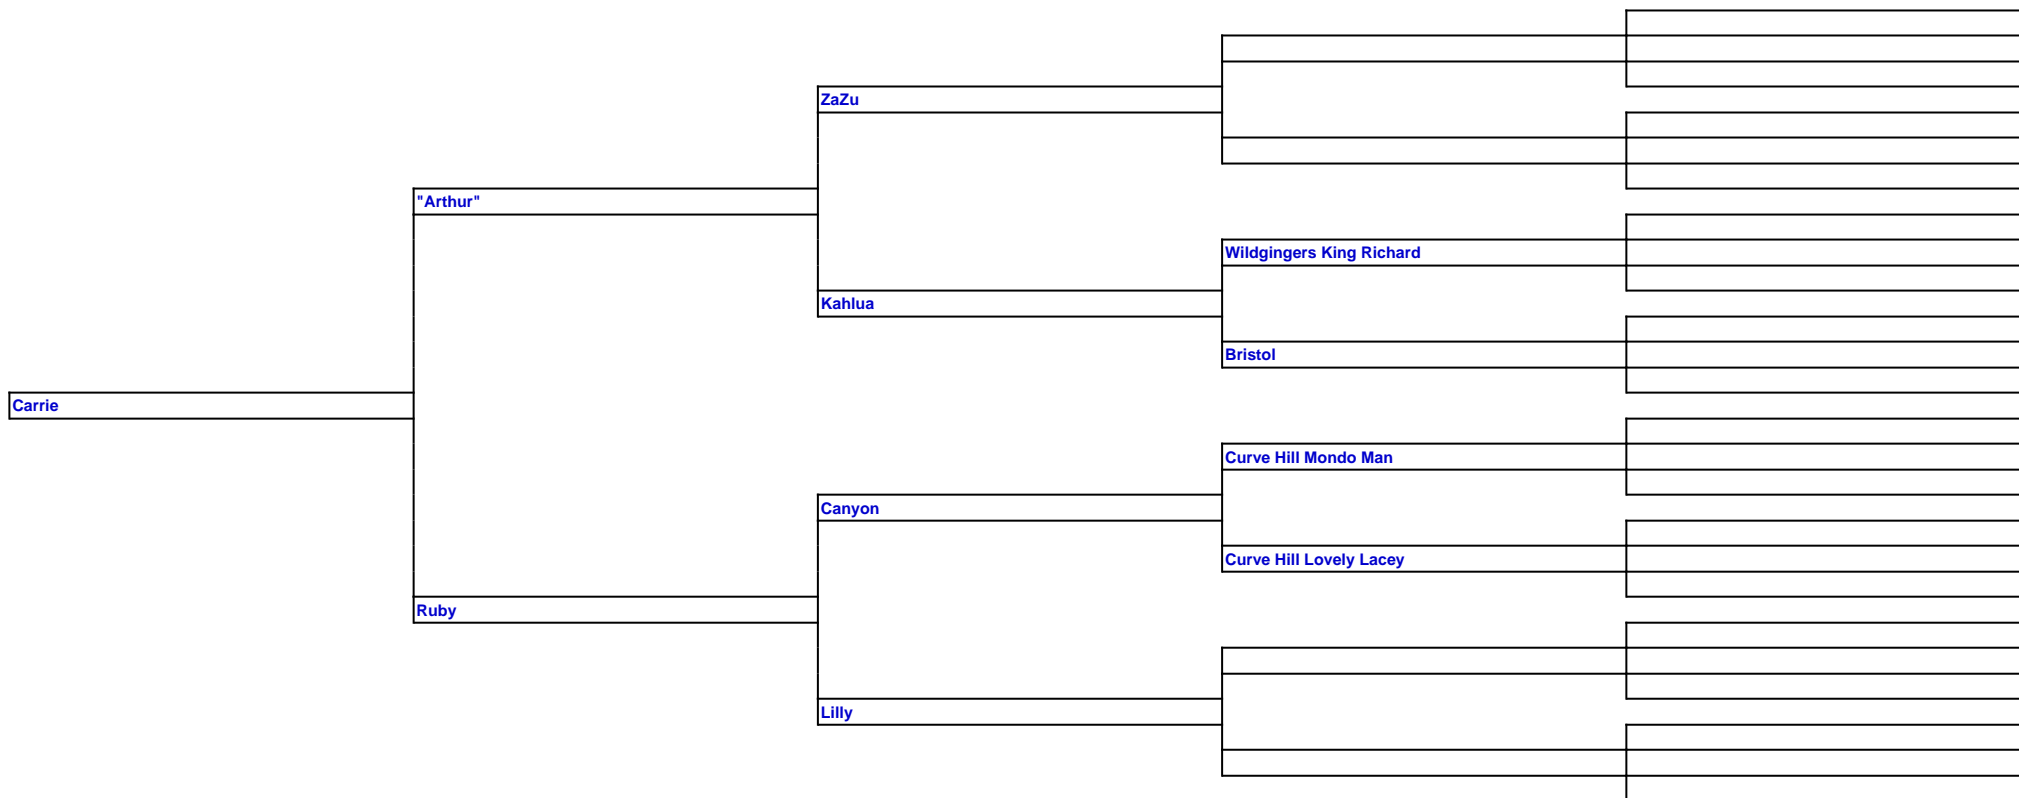 ZaZu
"Arthur"
Wildgingers King Richard
Kahlua
Bristol
Carrie
Curve Hill Mondo Man
Canyon
Curve Hill Lovely Lacey
Ruby
Lilly